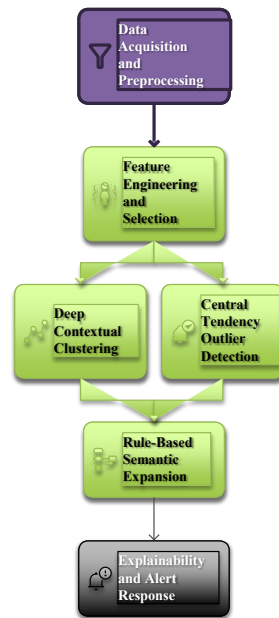 Data
Acquisition
and
Preprocessing
Feature
Engineering
and
Selection
Deep
Contextual
Clustering
Central
Tendency
Outlier
Detection
Rule-Based
Semantic
Expansion
Explainability
and Alert
Response